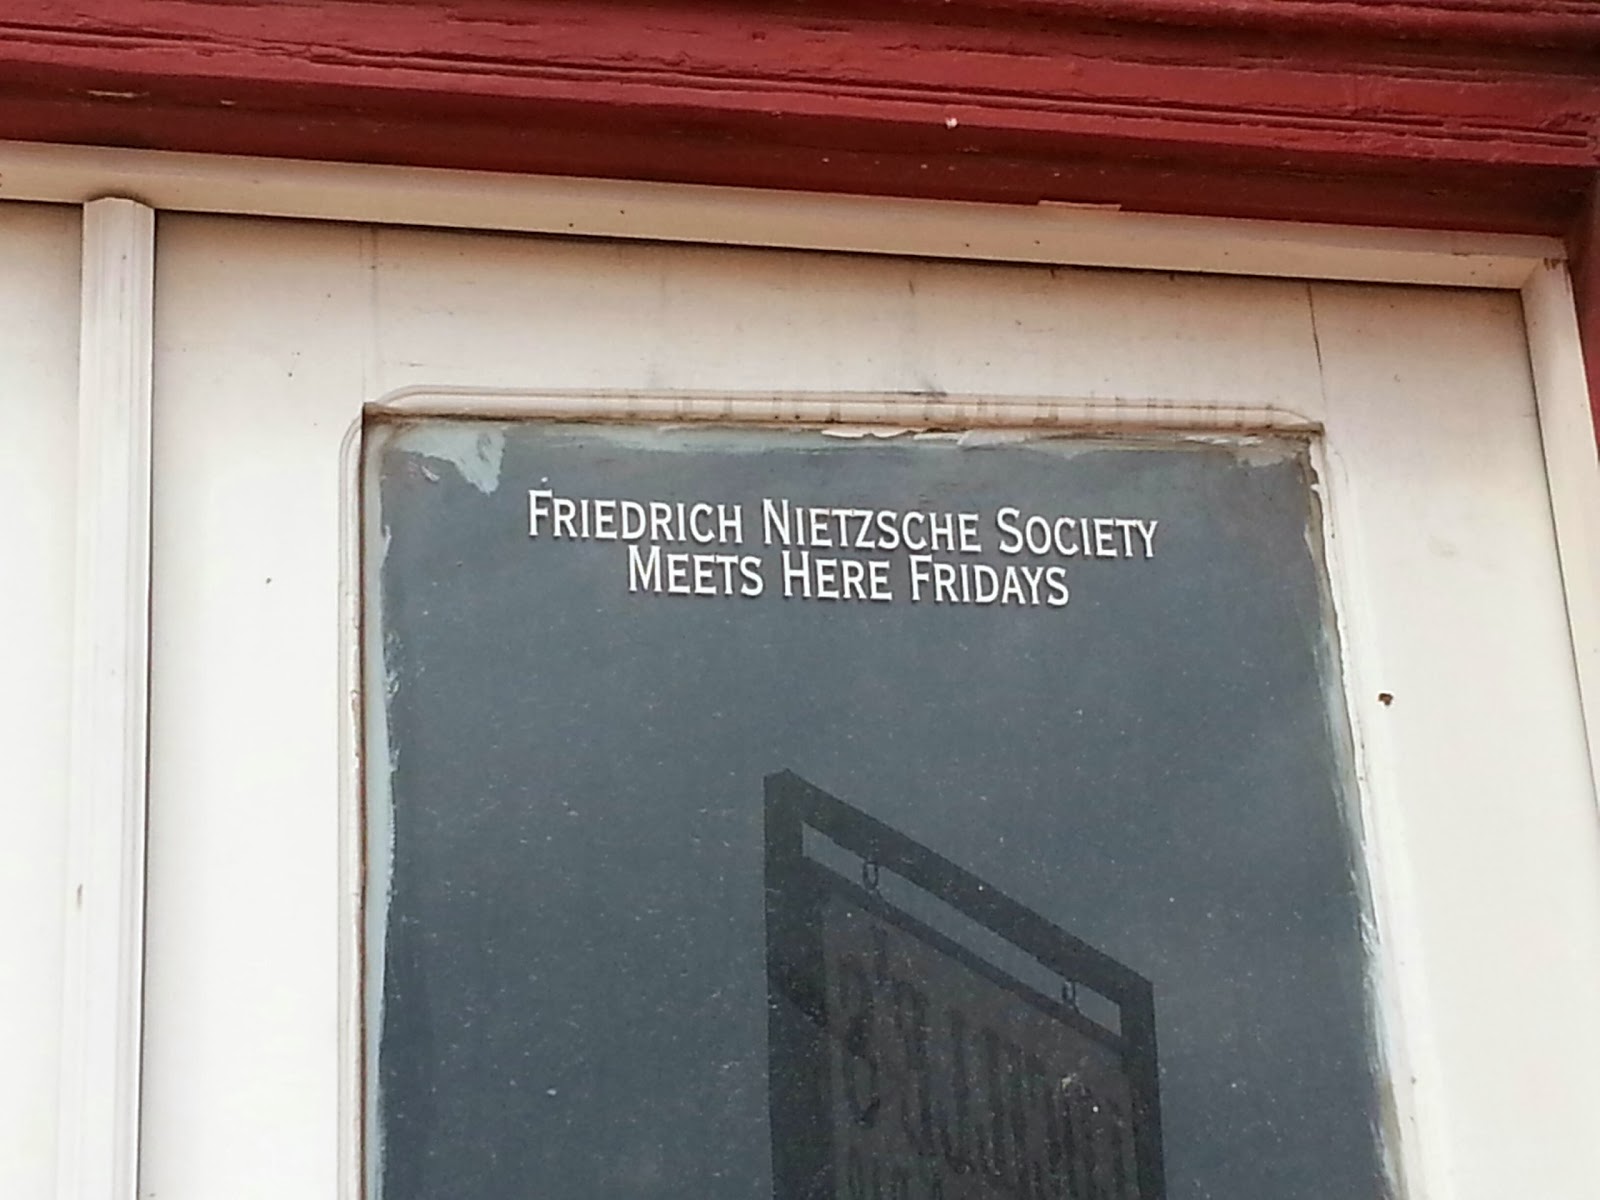 Friedrich Nietzsche Society
Meets Here Fridays